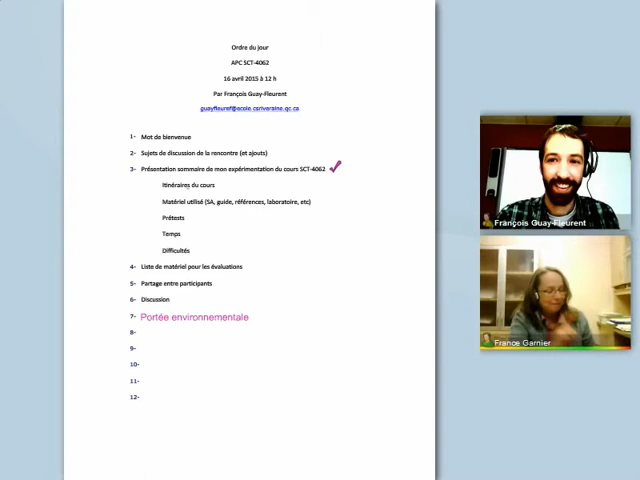 Ordre du jour
APC SCT-4062
16 avril 2015 à 12 h
Par François Guay-Fleurent
guayfleuref@ecole.csriveraine.qc.ca
1- Mot de bienvenue
2- Sujets de discussion de la rencontre (et ajouts)
3- Présentation sommaire de mon expérimentation du cours SCT-4062
Itinéraires du cours
Matériel utilisé (SA, guide, références, laboratoire, etc)
Prétests
Temps
Difficultés
4- Liste de matériel pour les évaluations
5- Partage entre participants
6- Discussion
7- Portée environnementale
8-
9-
10-
11-
12-
François Guay-Fleurent
France Garnier